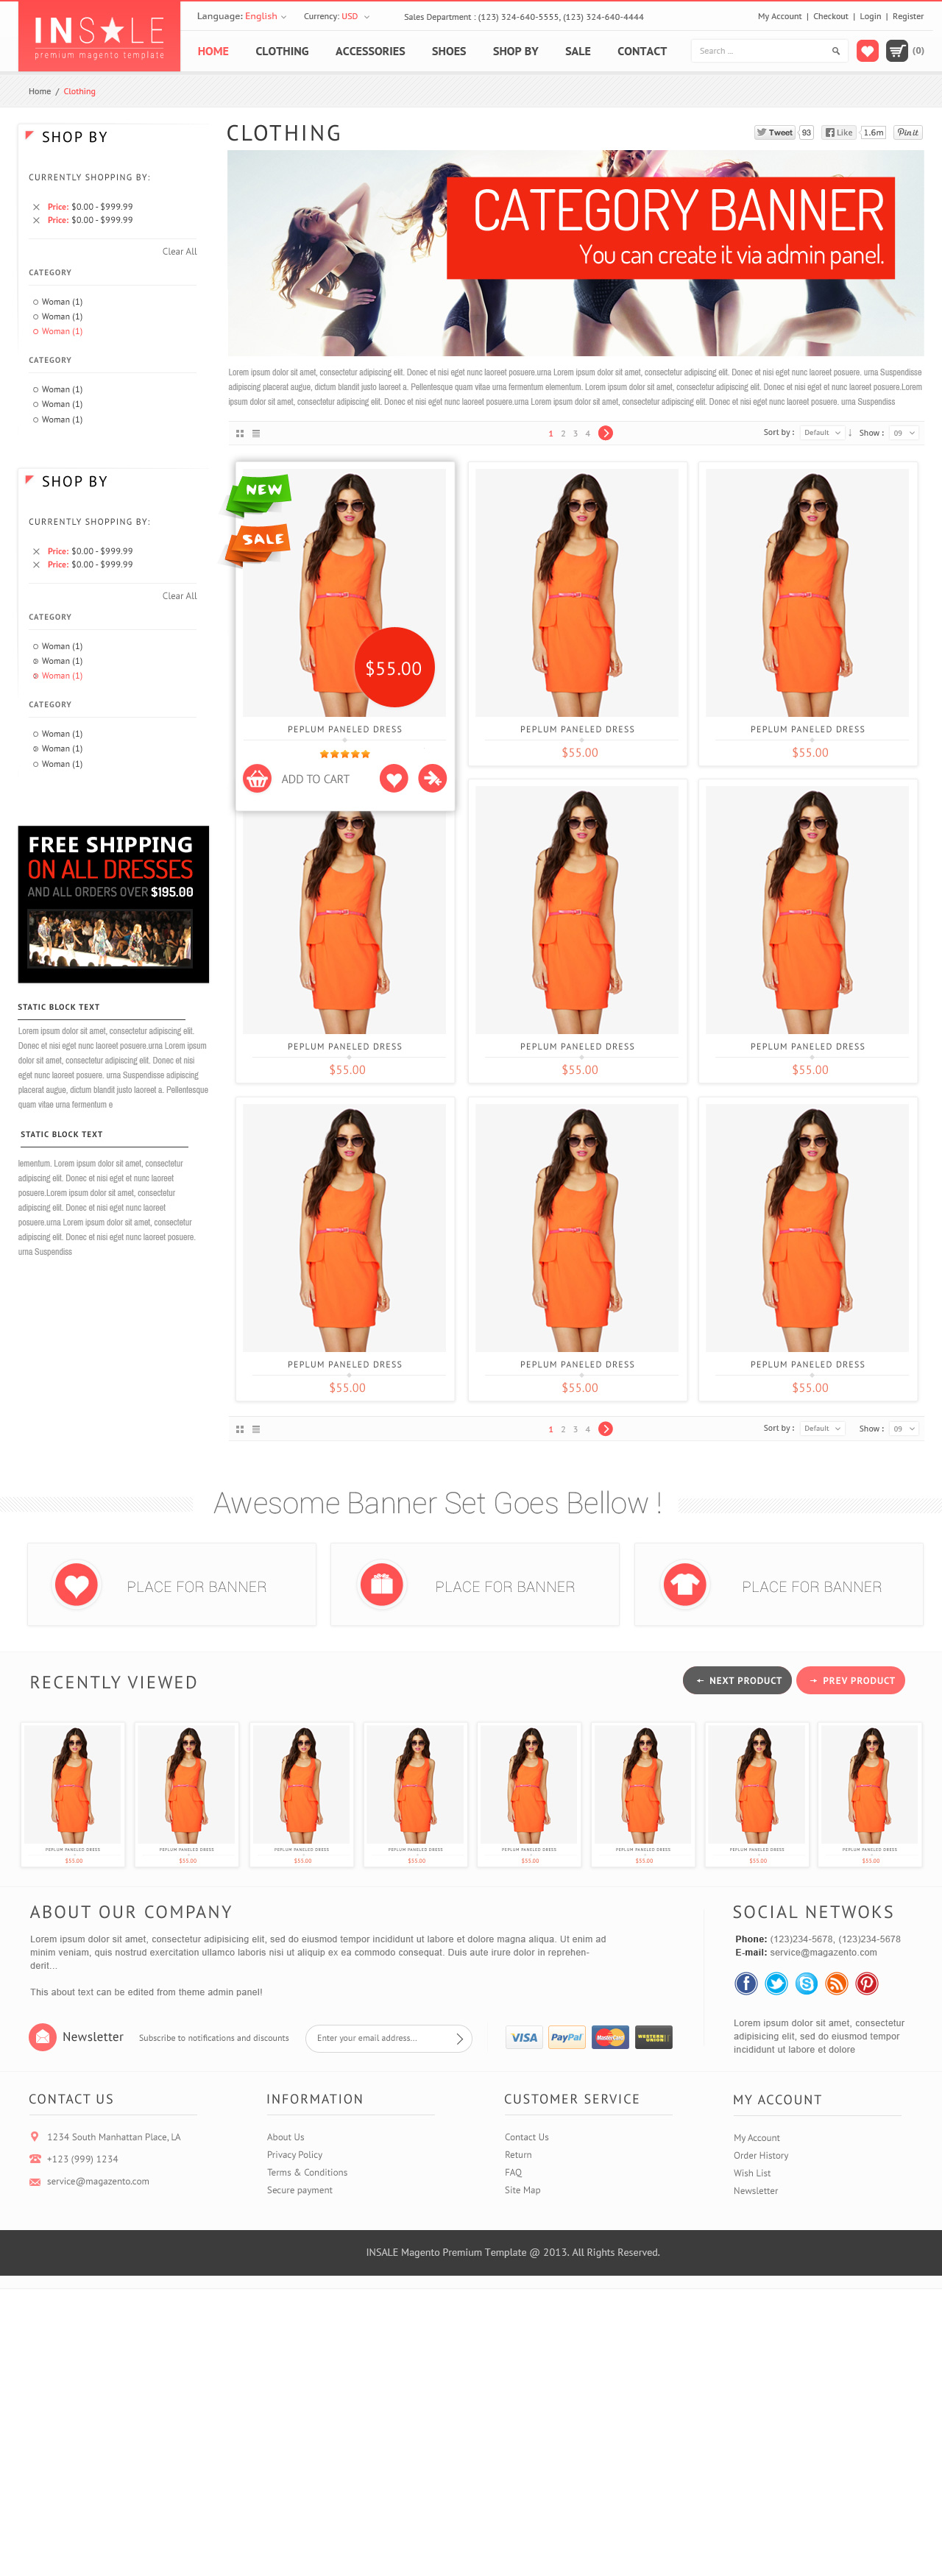 Language: English
Currency: USD
Sales Department : (123) 324-640-5555, (123) 324-640-4444
My Account | Checkout | Login | Register
INSALE
premium magento template
HOME CLOTHING ACCESSORIES SHOES SHOP BY SALE CONTACT
Search ...
(0)
Home / Clothing
SHOP BY
CURRENTLY SHOPPING BY:
Price: $0.00 - $999.99
Price: $0.00 - $999.99
Clear All
CATEGORY
Woman (1)
Woman (1)
Woman (1)
CATEGORY
Woman (1)
Woman (1)
Woman (1)
SHOP BY
CURRENTLY SHOPPING BY:
Price: $0.00 - $999.99
Price: $0.00 - $999.99
Clear All
CATEGORY
Woman (1)
Woman (1)
Woman (1)
CATEGORY
Woman (1)
Woman (1)
Woman (1)
FREE SHIPPING
ON ALL DRESSES
AND ALL ORDERS OVER $195.00
STATIC BLOCK TEXT
Lorem ipsum dolor sit amet, consectetur adipiscing elit.
Donec et nisi eget nunc laoreet posuere.urna Lorem ipsum
dolor sit amet, consectetur adipiscing elit. Donec et nisi
eget nunc laoreet posuere. urna Suspendisse adipiscing
placerat augue, dictum blandit justo laoreet a. Pellentesque
quam vitae urna fermentum e
STATIC BLOCK TEXT
lementum. Lorem ipsum dolor sit amet, consectetur
adipiscing elit. Donec et nisi eget et nunc laoreet
posuere.Lorem ipsum dolor sit amet, consectetur
adipiscing elit. Donec et nisi eget nunc laoreet
posuere.urna Lorem ipsum dolor sit amet, consectetur
adipiscing elit. Donec et nisi eget nunc laoreet posuere.
urna Suspendiss
CLOTHING
Tweet 93 Like 1.6m Pin it
CATEGORY BANNER
You can create it via admin panel.
Lorem ipsum dolor sit amet, consectetur adipiscing elit. Donec et nisi eget nunc laoreet posuere.urna Lorem ipsum dolor sit amet, consectetur adipiscing elit. Donec et nisi eget nunc laoreet posuere. urna Suspendisse
adipiscing placerat augue, dictum blandit justo laoreet a. Pellentesque quam vitae urna fermentum elementum. Lorem ipsum dolor sit amet, consectetur adipiscing elit. Donec et nisi eget et nunc laoreet posuere.Lorem
ipsum dolor sit amet, consectetur adipiscing elit. Donec et nisi eget nunc laoreet posuere.urna Lorem ipsum dolor sit amet, consectetur adipiscing elit. Donec et nisi eget nunc laoreet posuere. urna Suspendiss
1 2 3 4
Sort by : Default Show : 09
NEW
SALE
$55.00
PEPLUM PANELED DRESS
ADD TO CART
PEPLUM PANELED DRESS
$55.00
PEPLUM PANELED DRESS
$55.00
PEPLUM PANELED DRESS
$55.00
PEPLUM PANELED DRESS
$55.00
PEPLUM PANELED DRESS
$55.00
PEPLUM PANELED DRESS
$55.00
PEPLUM PANELED DRESS
$55.00
PEPLUM PANELED DRESS
$55.00
1 2 3 4
Sort by : Default Show : 09
Awesome Banner Set Goes Bellow !
PLACE FOR BANNER
PLACE FOR BANNER
PLACE FOR BANNER
RECENTLY VIEWED
NEXT PRODUCT
PREV PRODUCT
PEPLUM PANELED DRESS
$55.00
PEPLUM PANELED DRESS
$55.00
PEPLUM PANELED DRESS
$55.00
PEPLUM PANELED DRESS
$55.00
PEPLUM PANELED DRESS
$55.00
PEPLUM PANELED DRESS
$55.00
PEPLUM PANELED DRESS
$55.00
PEPLUM PANELED DRESS
$55.00
ABOUT OUR COMPANY
Lorem ipsum dolor sit amet, consectetur adipisicing elit, sed do eiusmod tempor incididunt ut labore et dolore magna aliqua. Ut enim ad
minim veniam, quis nostrud exercitation ullamco laboris nisi ut aliquip ex ea commodo consequat. Duis aute irure dolor in reprehen-
derit...
This about text can be edited from theme admin panel!
Newsletter
Subscribe to notifications and discounts
Enter your email address...
VISA PayPal MasterCard WESTERN UNION
SOCIAL NETWOKS
Phone: (123)234-5678, (123)234-5678
E-mail: service@magazento.com
Lorem ipsum dolor sit amet, consectetur
adipisicing elit, sed do eiusmod tempor
incididunt ut labore et dolore
CONTACT US
1234 South Manhattan Place, LA
+123 (999) 1234
service@magazento.com
INFORMATION
About Us
Privacy Policy
Terms & Conditions
Secure payment
CUSTOMER SERVICE
Contact Us
Return
FAQ
Site Map
MY ACCOUNT
My Account
Order History
Wish List
Newsletter
INSALE Magento Premium Template @ 2013. All Rights Reserved.